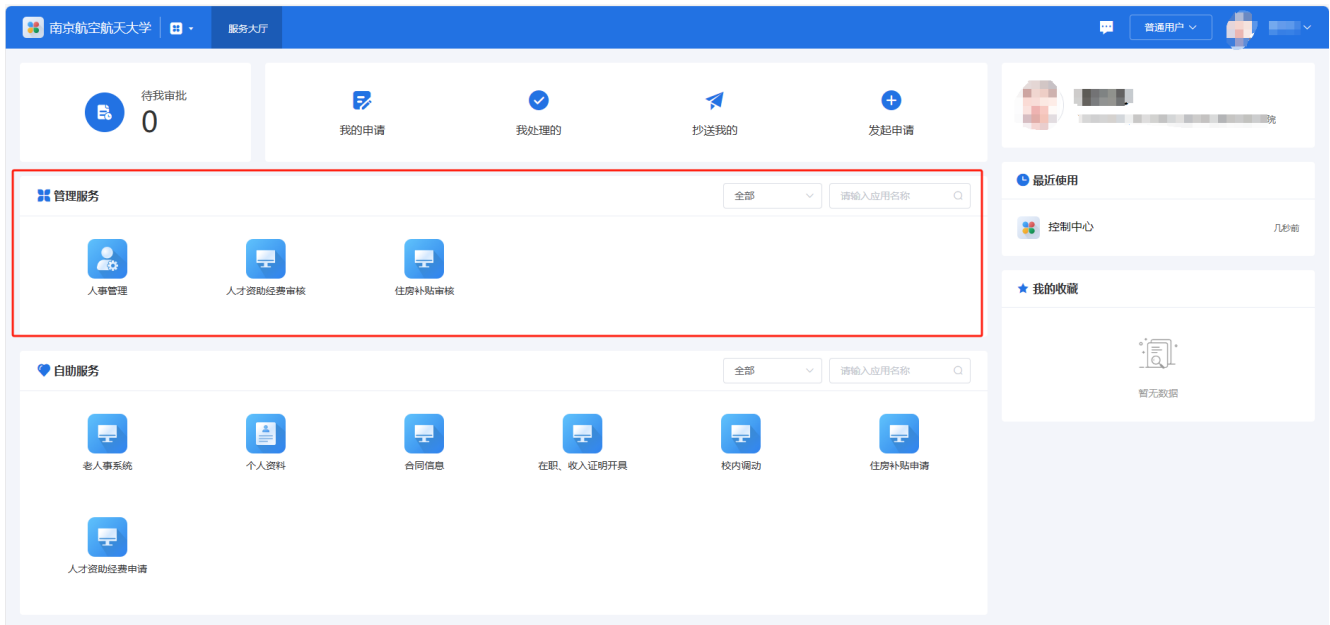 南京航空航天大学
服务大厅
普通用户
待我审批
0
我的申请
我处理的
抄送我的
发起申请
院
管理服务
全部
请输入应用名称
人事管理
人才资助经费审核
住房补贴审核
最近使用
控制中心
几秒前
我的收藏
暂无数据
自助服务
全部
请输入应用名称
老人事系统
个人资料
合同信息
在职、收入证明开具
校内调动
住房补贴申请
人才资助经费申请